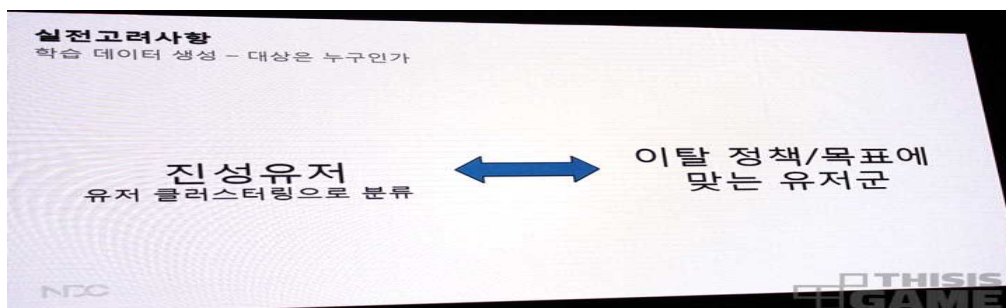 실전고려사항
학습 데이터 생성 – 대상은 누구인가
진성유저
유저 클러스터링으로 분류
이탈 정책/목표에
맞는 유저군
NDC
THISIS
GAME